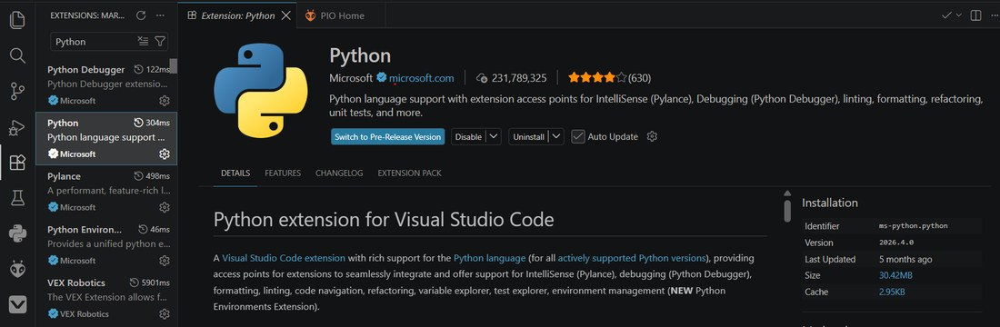 EXTENSIONS: MAR...
Python
Python Debugger 122ms
Python Debugger extensio...
Microsoft
Python 304ms
Python language support ...
Microsoft
Pylance 498ms
A performant, feature-rich l...
Microsoft
Python Environ... 46ms
Provides a unified python e...
Microsoft
VEX Robotics 5901ms
The VEX Extension allows f...
VEX Robotics
Extension: Python
PIO Home
Python
Microsoft microsoft.com 231,789,325 (630)
Python language support with extension access points for IntelliSense (Pylance), Debugging (Python Debugger), linting, formatting, refactoring,
unit tests, and more.
Switch to Pre-Release Version Disable Uninstall Auto Update
DETAILS FEATURES CHANGELOG EXTENSION PACK
Python extension for Visual Studio Code
A Visual Studio Code extension with rich support for the Python language (for all actively supported Python versions), providing
access points for extensions to seamlessly integrate and offer support for IntelliSense (Pylance), debugging (Python Debugger),
formatting, linting, code navigation, refactoring, variable explorer, test explorer, environment management (NEW Python
Environments Extension).
Installation
Identifier ms-python.python
Version 2026.4.0
Last Updated 5 months ago
Size 30.42MB
Cache 2.95KB